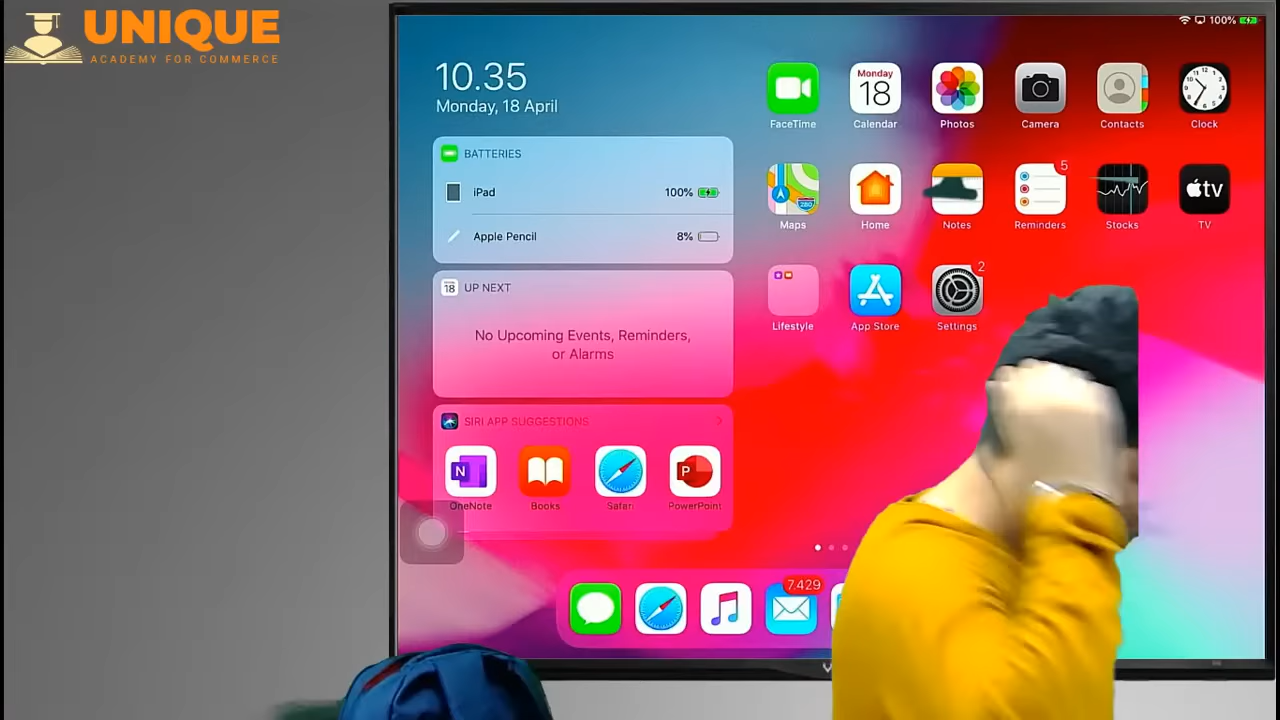 UNIQUE
ACADEMY FOR COMMERCE
100%
10.35
Monday, 18 April
BATTERIES
iPad 100%
Apple Pencil 8%
18 UP NEXT
No Upcoming Events, Reminders,
or Alarms
SIRI APP SUGGESTIONS
N
P
OneNote Books Safari PowerPoint
Monday
18
FaceTime Calendar Photos Camera Contacts Clock
280
5
tv
Maps Home Notes Reminders Stocks TV
2
Lifestyle App Store Settings
7,429